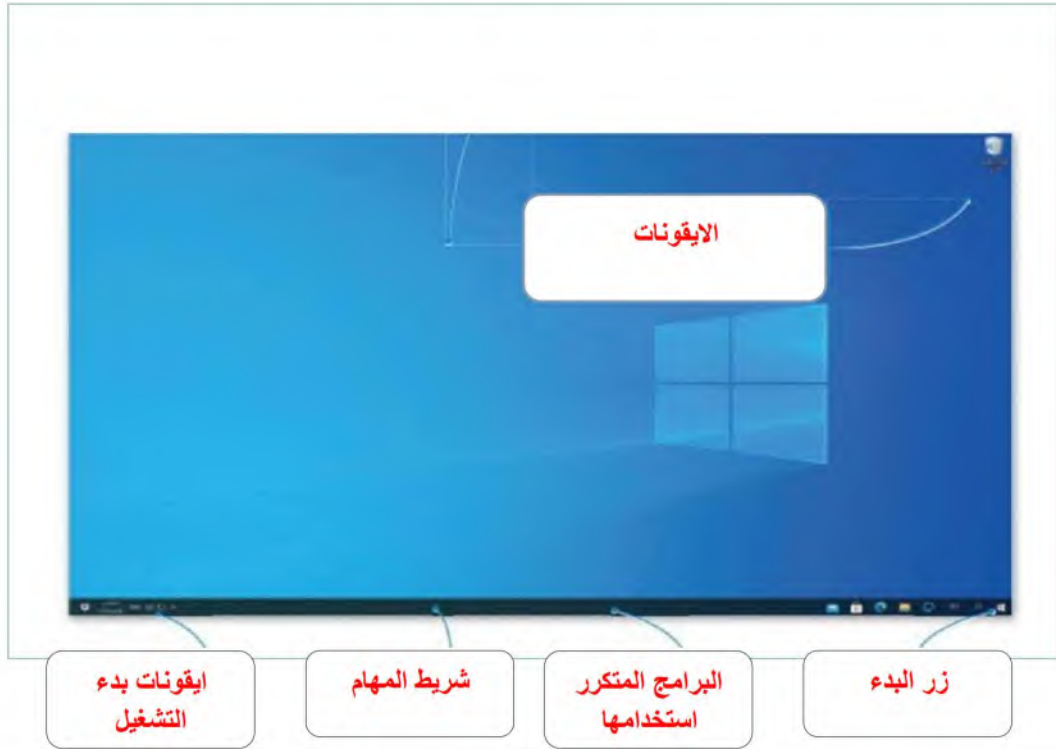 الايقونات
زر البدء
البرامج المتكرر
استخدامها
شريط المهام
ايقونات بدء
التشغيل